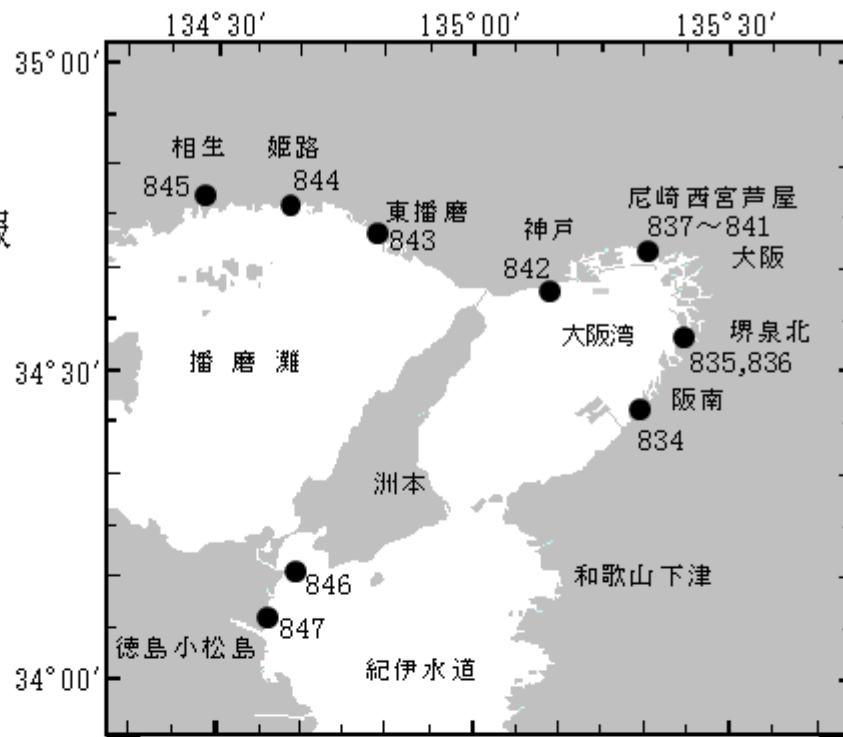 134°30′ 135°00′ 135°30′
35°00′
相生 姫路
845 844
報
東播磨
843
神戸
842
尼崎西宮芦屋
837～841
大阪
播磨灘
大阪湾
堺泉北
835,836
34°30′
阪南
834
洲本
和歌山下津
846
847
徳島小松島
紀伊水道
34°00′